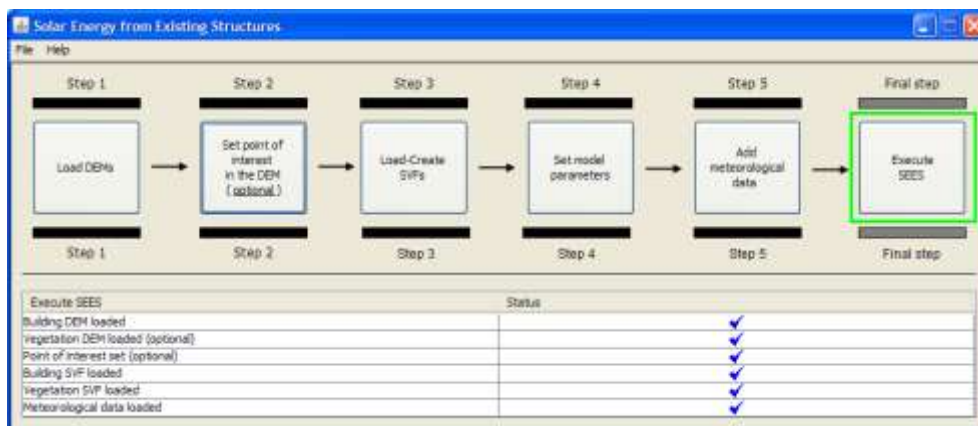 Solar Energy from Existing Structures
File Help
Step 1 Step 2 Step 3 Step 4 Step 5 Final step
Load DEMs
Set point of
interest
in the DEM
(optional)
Load-Create
SVFs
Set model
parameters
Add
meteorological
data
Execute
SEES
Step 1 Step 2 Step 3 Step 4 Step 5 Final step
Execute SEES Status
Building DEM loaded
Vegetation DEM loaded (optional)
Point of interest set (optional)
Building SVF loaded
Vegetation SVF loaded
Meteorological data loaded